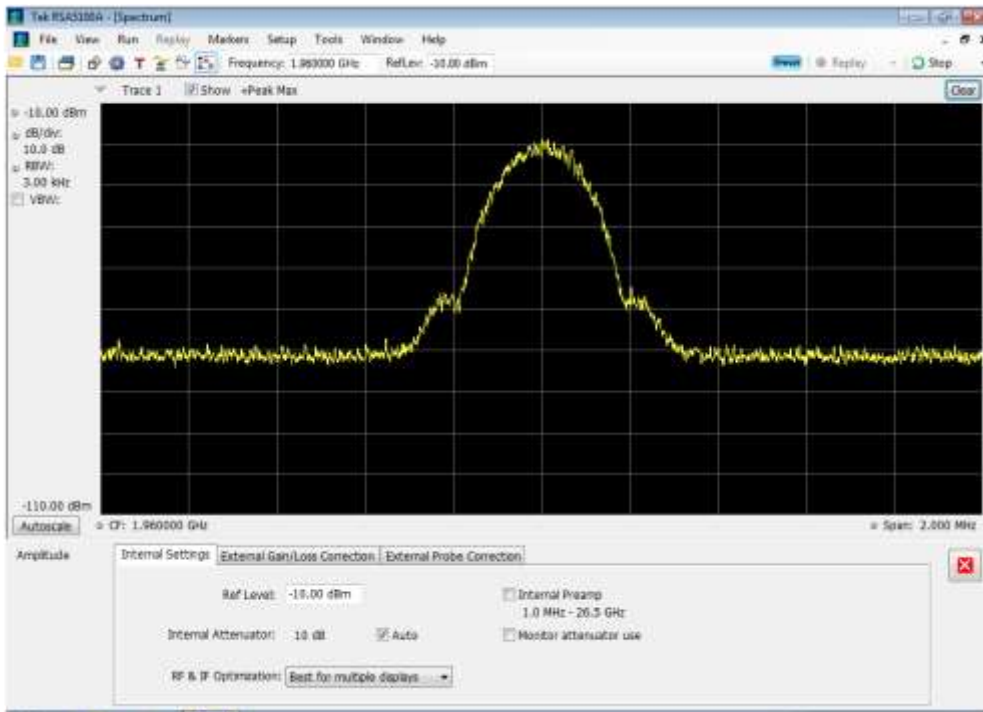 Tek RSA5100A - [Spectrum]
File View Run Replay Markers Setup Tools Window Help
Frequency: 1.960000 GHz RefLev: -10.00 dBm Preset Replay Stop
Trace 1 Show +Peak Max Clear
-10.00 dBm
dB/div:
10.0 dB
RBW:
3.00 kHz
VBW:
-110.00 dBm
Autoscale CF: 1.960000 GHz Span: 2.000 MHz
Amplitude Internal Settings External Gain/Loss Correction External Probe Correction
Ref Level: -10.00 dBm Internal Preamp
1.0 MHz - 26.5 GHz
Internal Attenuator: 10 dB Auto Monitor attenuator use
RF & IF Optimization: Best for multiple displays